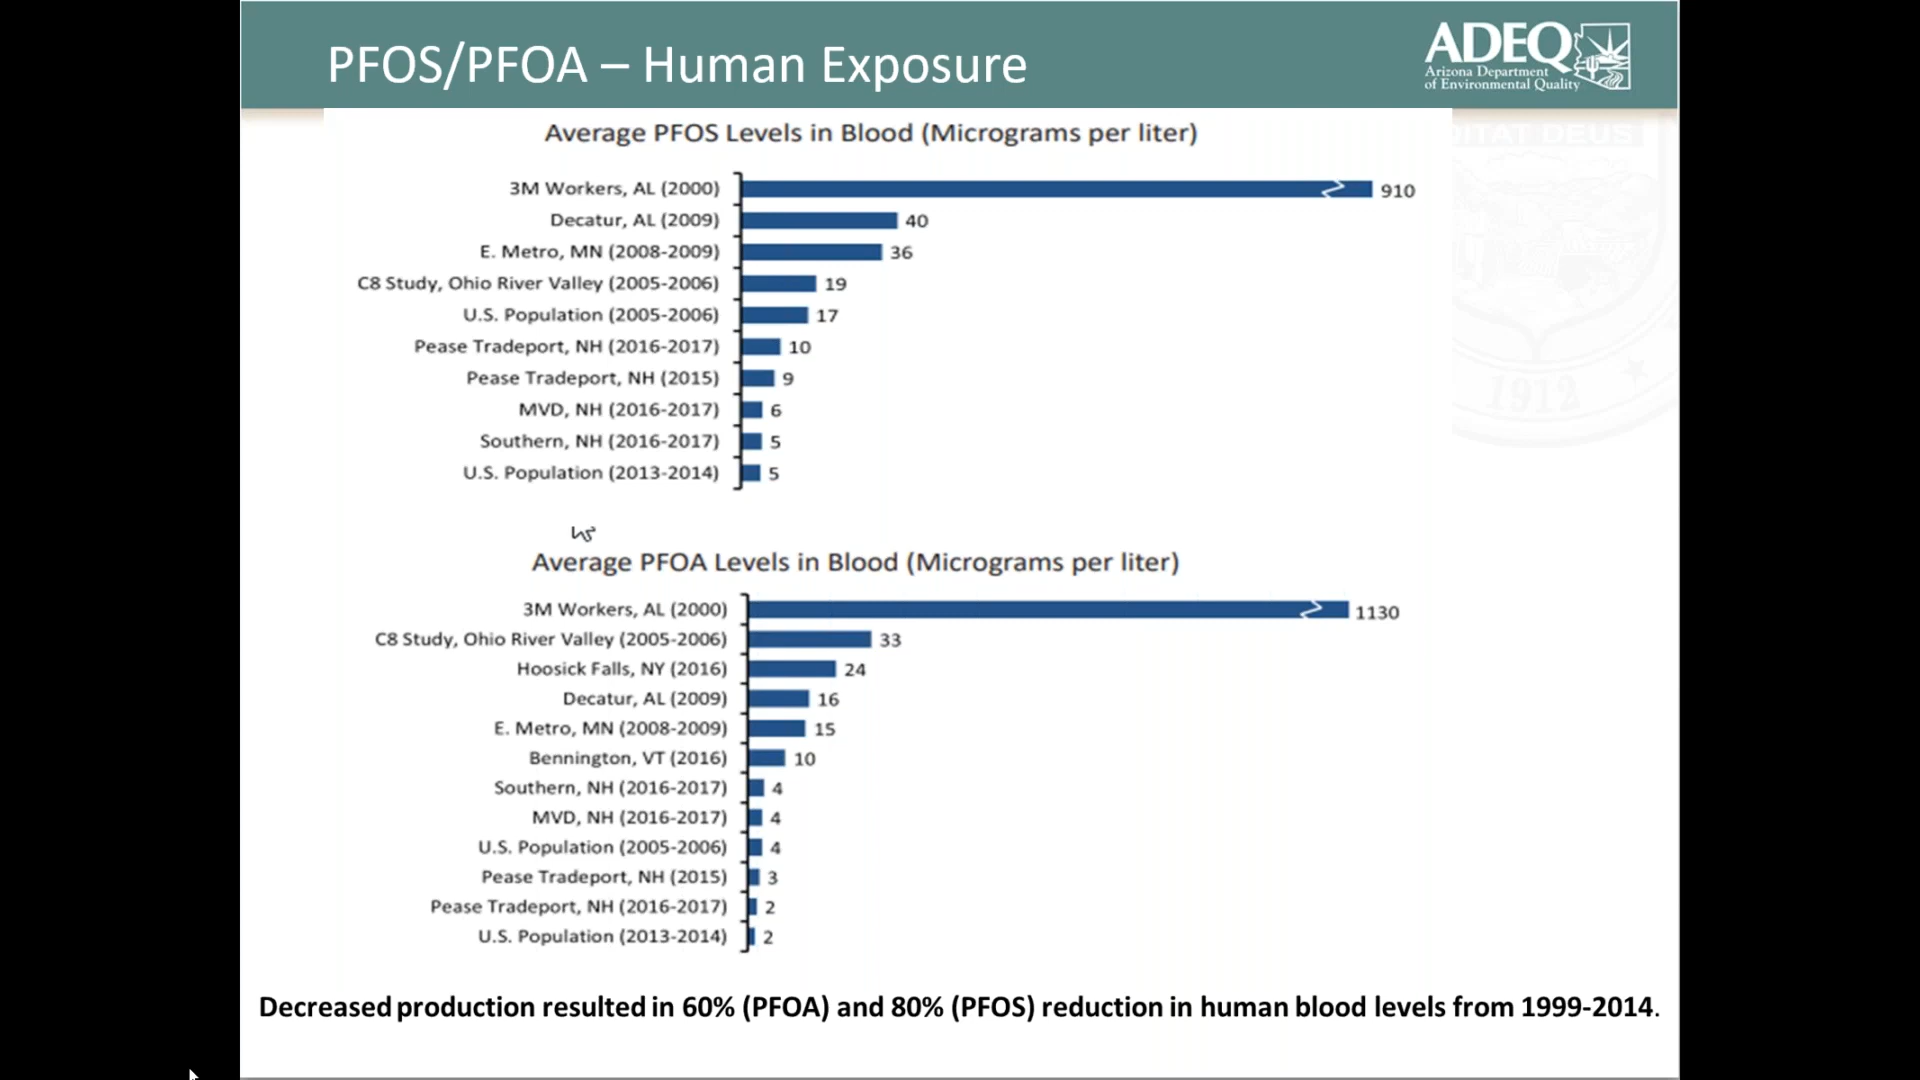 PFOS/PFOA – Human Exposure
ADEQ
Arizona Department
of Environmental Quality
DITAT DEUS
1912
Average PFOS Levels in Blood (Micrograms per liter)
3M Workers, AL (2000) 910
Decatur, AL (2009) 40
E. Metro, MN (2008-2009) 36
C8 Study, Ohio River Valley (2005-2006) 19
U.S. Population (2005-2006) 17
Pease Tradeport, NH (2016-2017) 10
Pease Tradeport, NH (2015) 9
MVD, NH (2016-2017) 6
Southern, NH (2016-2017) 5
U.S. Population (2013-2014) 5
Average PFOA Levels in Blood (Micrograms per liter)
3M Workers, AL (2000) 1130
C8 Study, Ohio River Valley (2005-2006) 33
Hoosick Falls, NY (2016) 24
Decatur, AL (2009) 16
E. Metro, MN (2008-2009) 15
Bennington, VT (2016) 10
Southern, NH (2016-2017) 4
MVD, NH (2016-2017) 4
U.S. Population (2005-2006) 4
Pease Tradeport, NH (2015) 3
Pease Tradeport, NH (2016-2017) 2
U.S. Population (2013-2014) 2
Decreased production resulted in 60% (PFOA) and 80% (PFOS) reduction in human blood levels from 1999-2014.